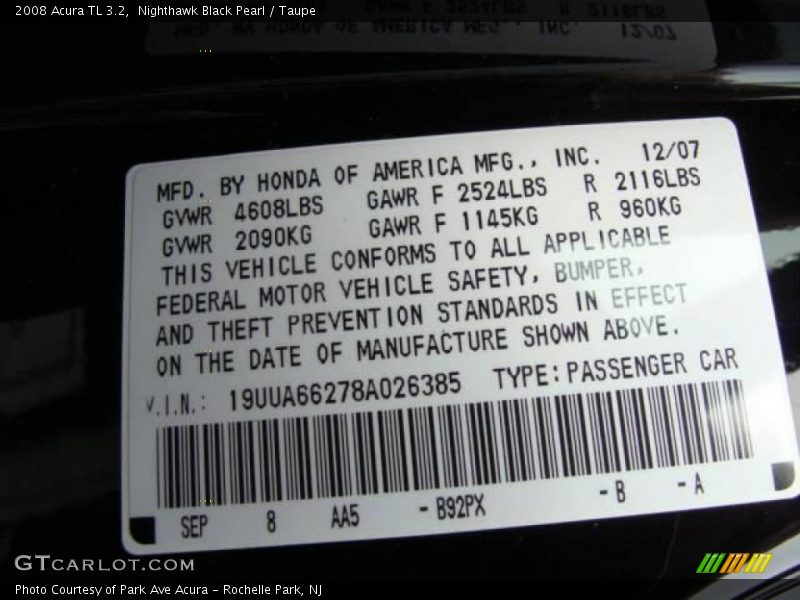 2008 Acura TL 3.2, Nighthawk Black Pearl / Taupe
MFD. BY HONDA OF AMERICA MFG., INC. 12/07
GVWR 4608LBS GAWR F 2524LBS R 2116LBS
GVWR 2090KG GAWR F 1145KG R 960KG
THIS VEHICLE CONFORMS TO ALL APPLICABLE
FEDERAL MOTOR VEHICLE SAFETY, BUMPER,
AND THEFT PREVENTION STANDARDS IN EFFECT
ON THE DATE OF MANUFACTURE SHOWN ABOVE.
V.I.N.: 19UUA66278A026385 TYPE: PASSENGER CAR
SEP 8 AA5 -B92PX -B -A
GTCARLOT.COM
Photo Courtesy of Park Ave Acura - Rochelle Park, NJ